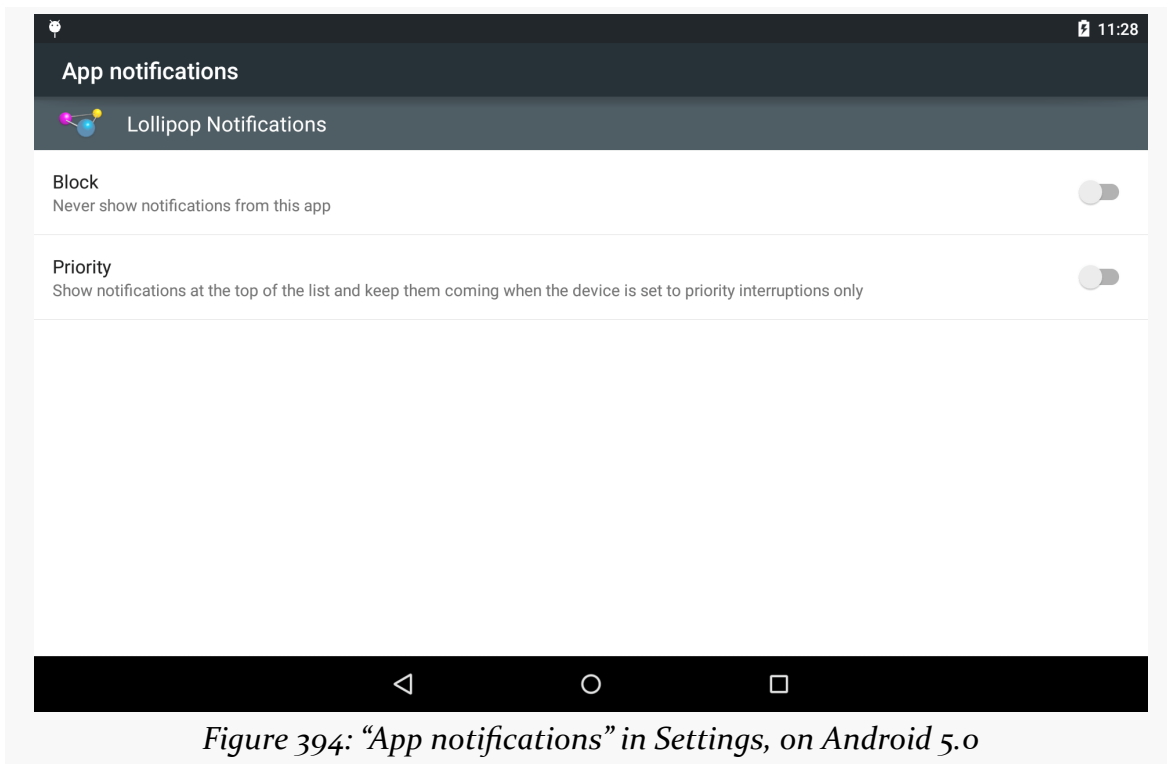 11:28
App notifications
Lollipop Notifications
Block
Never show notifications from this app
Priority
Show notifications at the top of the list and keep them coming when the device is set to priority interruptions only
Figure 394: “App notifications” in Settings, on Android 5.0